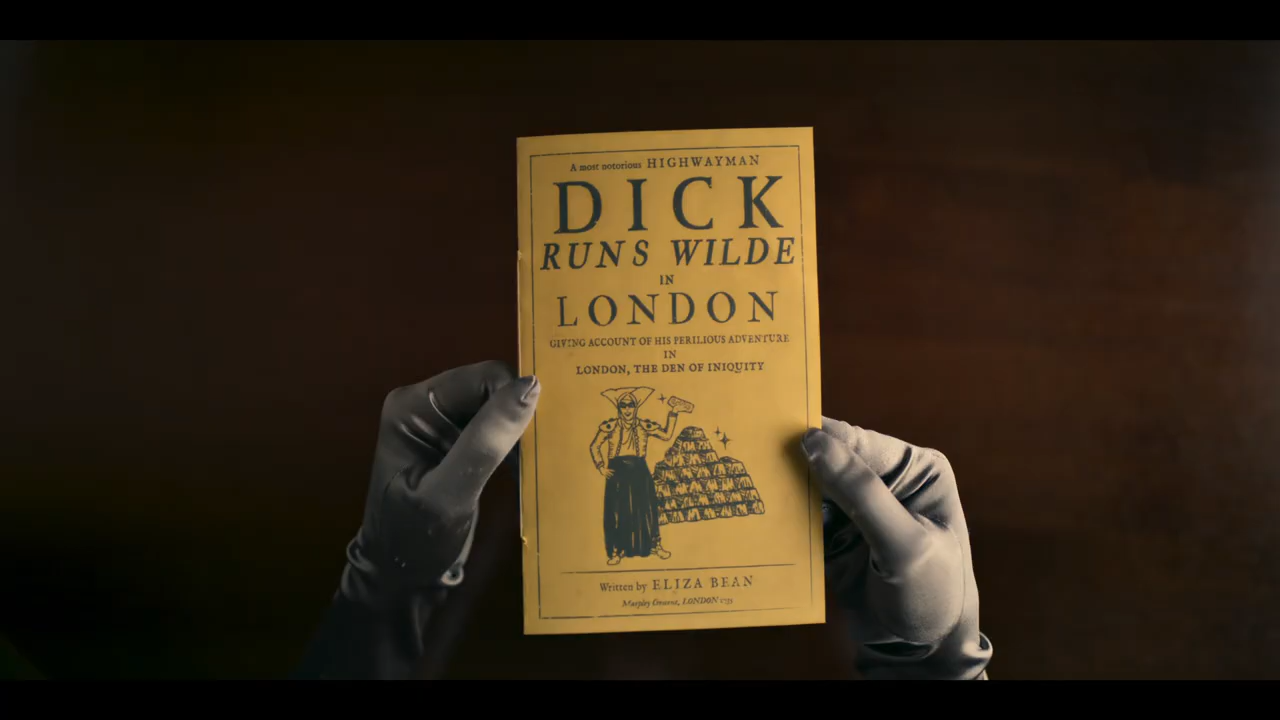 A most notorious HIGHWAYMAN
DICK
RUNS WILDE
IN
LONDON
GIVING ACCOUNT OF HIS PERILIOUS ADVENTURE
IN
LONDON, THE DEN OF INIQUITY
Written by ELIZA BEAN
LONDON